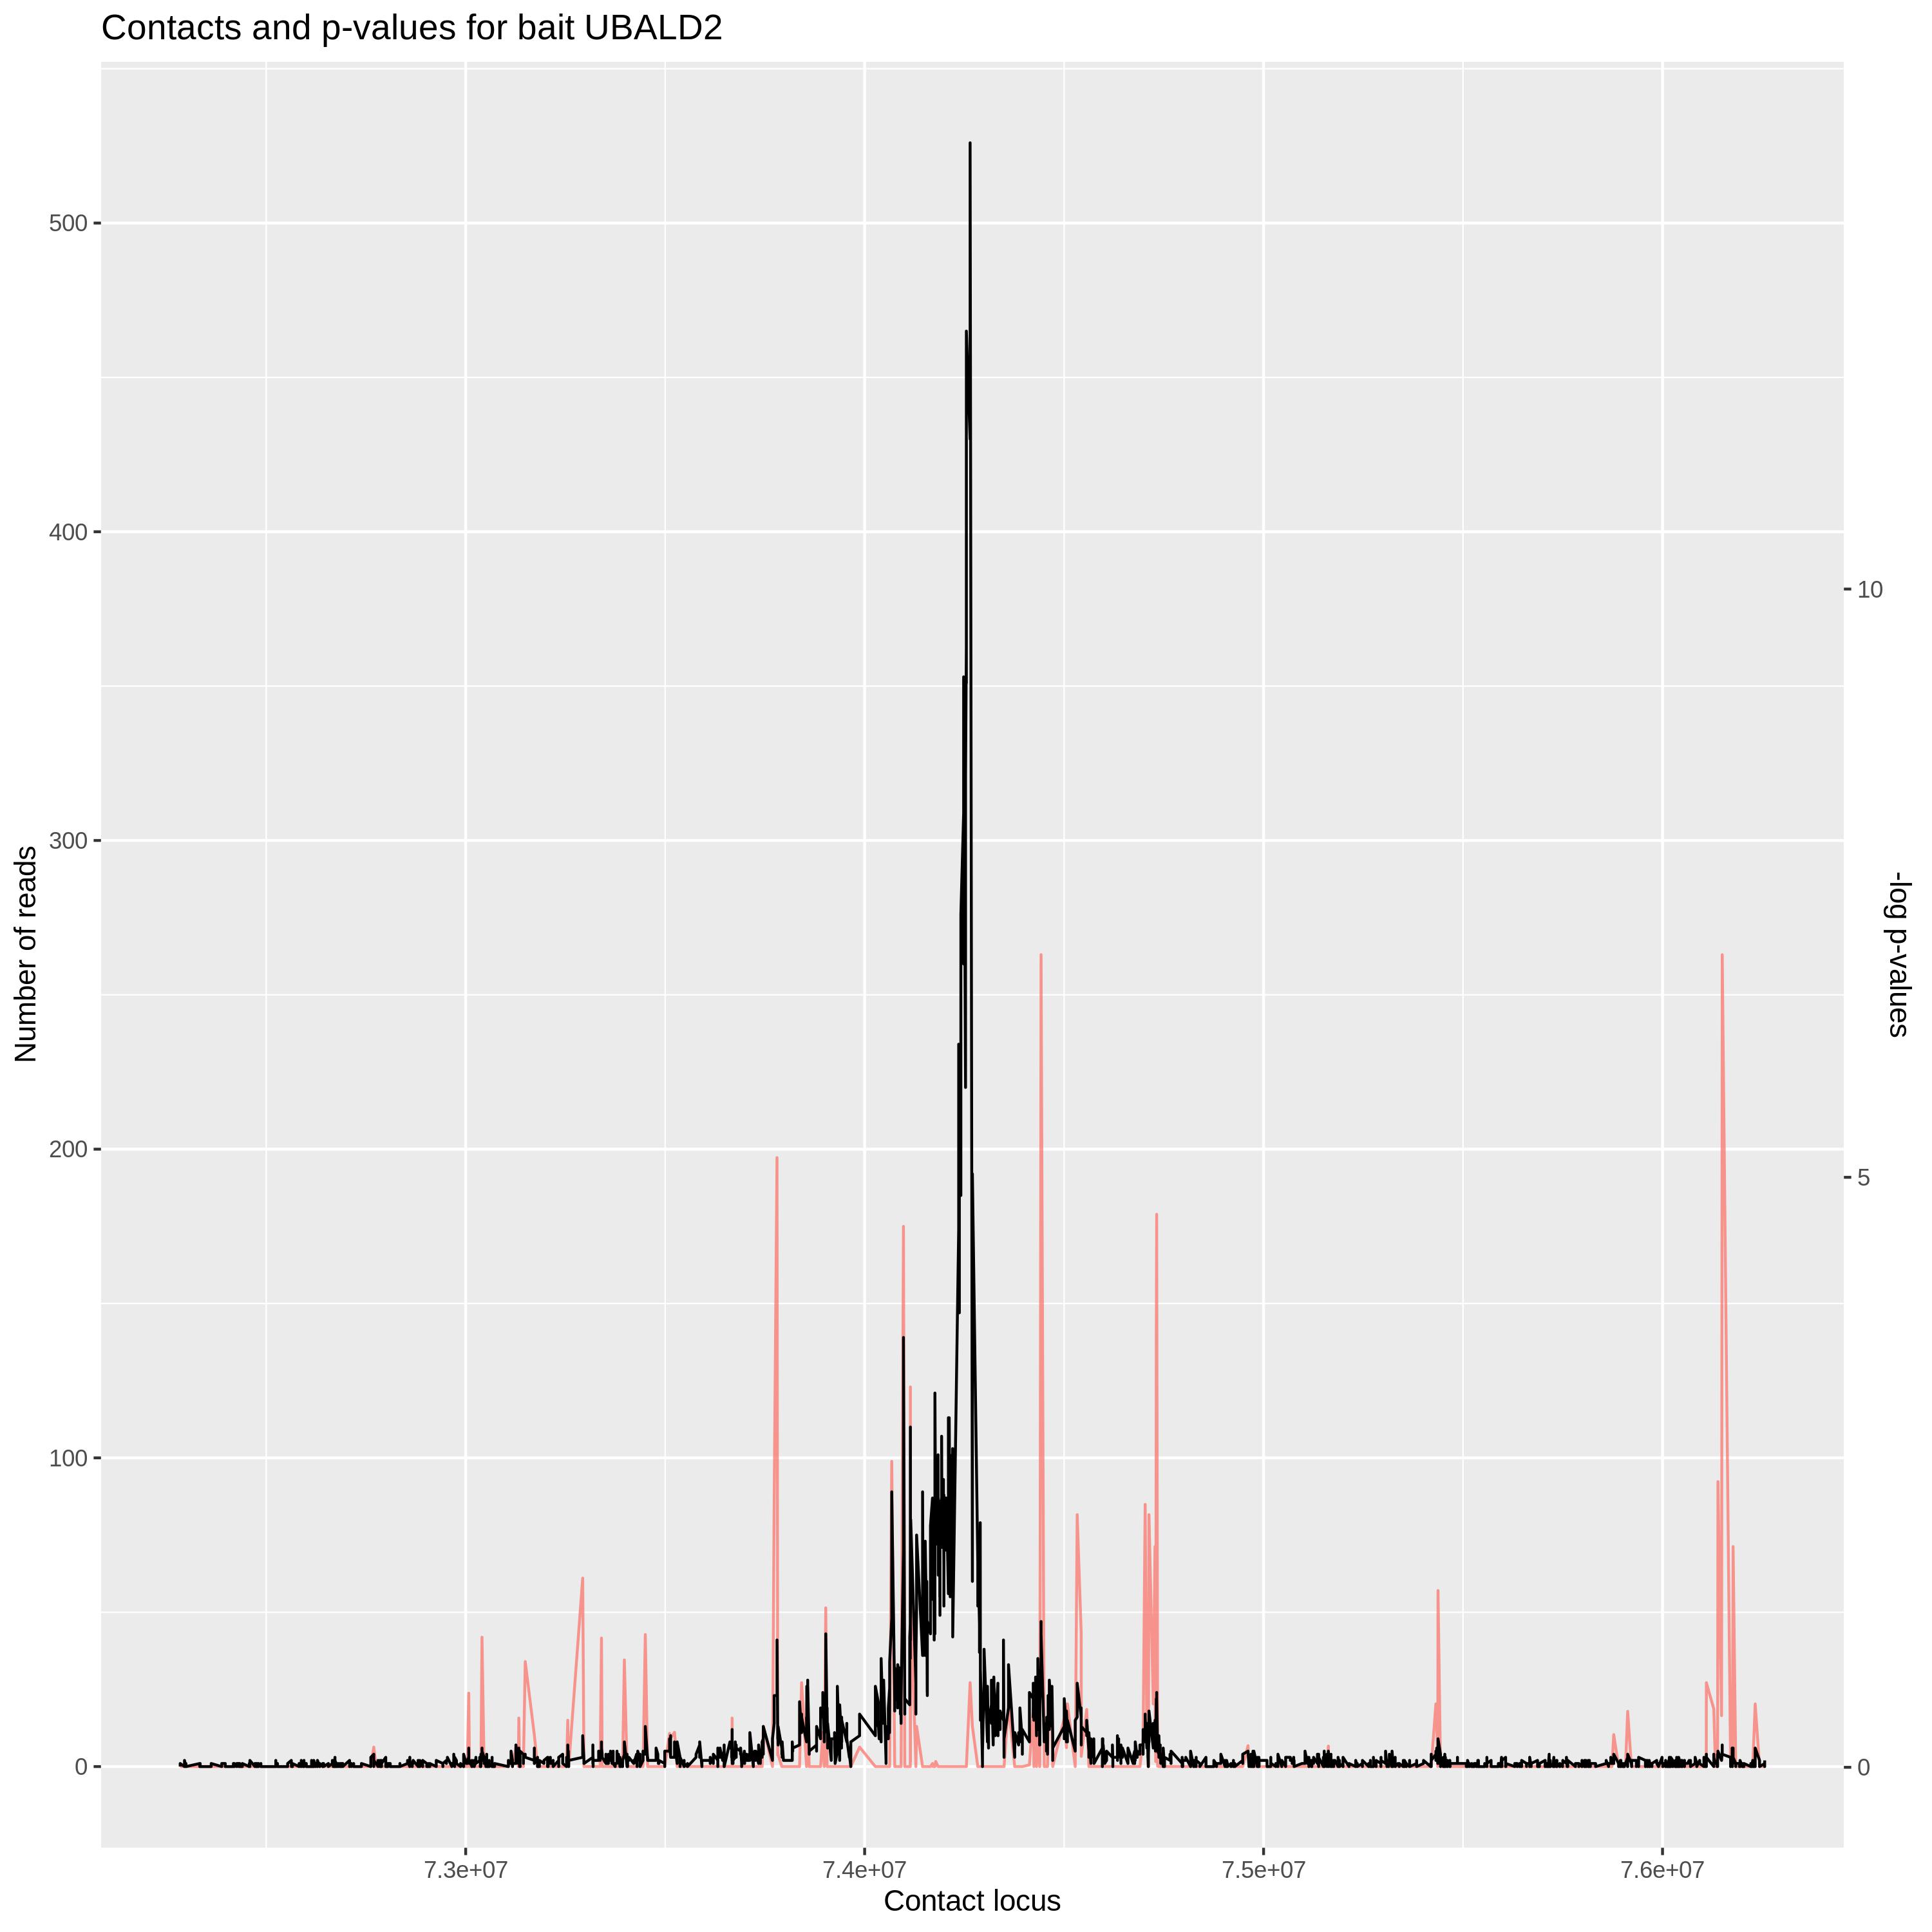 Contacts and p-values for bait UBALD2
500
400
300
200
100
0
Number of reads
10
5
0
-log p-values
7.3e+07
7.4e+07
7.5e+07
7.6e+07
Contact locus